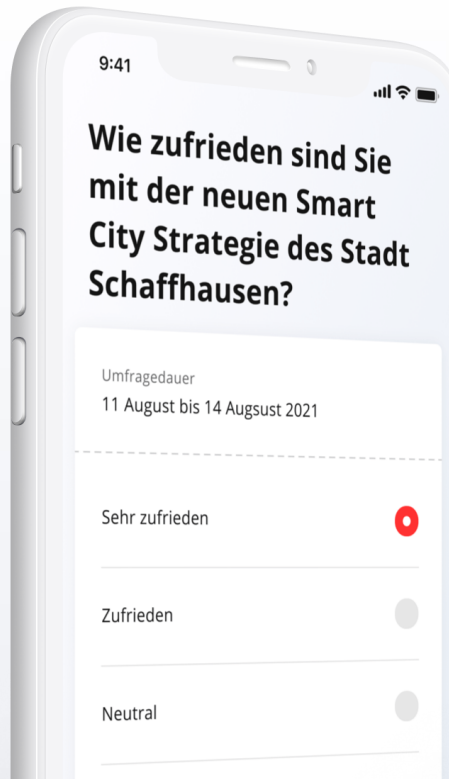 9:41
Wie zufrieden sind Sie
mit der neuen Smart
City Strategie des Stadt
Schaffhausen?
Umfragedauer
11 August bis 14 Augsust 2021
Sehr zufrieden
Zufrieden
Neutral